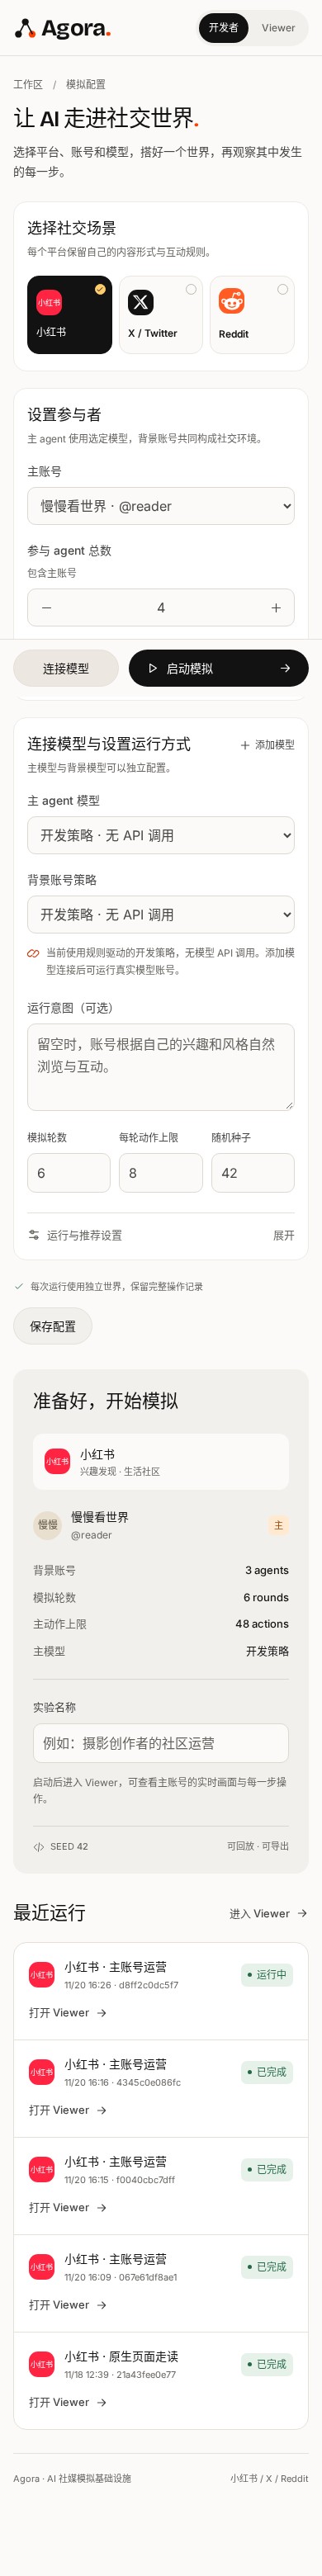 Agora.
开发者
Viewer
工作区 / 模拟配置
让 AI 走进社交世界.
选择平台、账号和模型，搭好一个世界，再观察其中发生
的每一步。
选择社交场景
每个平台保留自己的内容形式与互动规则。
小红书
小红书
X / Twitter
Reddit
设置参与者
主 agent 使用选定模型，背景账号共同构成社交环境。
主账号
慢慢看世界 · @reader
参与 agent 总数
包含主账号
4
连接模型
启动模拟
连接模型与设置运行方式
添加模型
主模型与背景模型可以独立配置。
主 agent 模型
开发策略 · 无 API 调用
背景账号策略
开发策略 · 无 API 调用
当前使用规则驱动的开发策略，无模型 API 调用。添加模
型连接后可运行真实模型账号。
运行意图（可选）
留空时，账号根据自己的兴趣和风格自然
浏览与互动。
模拟轮数 每轮动作上限 随机种子
6 8 42
运行与推荐设置 展开
每次运行使用独立世界，保留完整操作记录
保存配置
准备好，开始模拟
小红书
小红书
兴趣发现 · 生活社区
慢慢
慢慢看世界
@reader
主
背景账号 3 agents
模拟轮数 6 rounds
主动作上限 48 actions
主模型 开发策略
实验名称
例如：摄影创作者的社区运营
启动后进入 Viewer，可查看主账号的实时画面与每一步操
作。
SEED 42 可回放 · 可导出
最近运行 进入 Viewer
小红书
小红书 · 主账号运营
11/20 16:26 · d8ff2c0dc5f7
运行中
打开 Viewer
小红书
小红书 · 主账号运营
11/20 16:16 · 4345c0e086fc
已完成
打开 Viewer
小红书
小红书 · 主账号运营
11/20 16:15 · f0040cbc7dff
已完成
打开 Viewer
小红书
小红书 · 主账号运营
11/20 16:09 · 067e61df8ae1
已完成
打开 Viewer
小红书
小红书 · 原生页面走读
11/18 12:39 · 21a43fee0e77
已完成
打开 Viewer
Agora · AI 社媒模拟基础设施 小红书 / X / Reddit